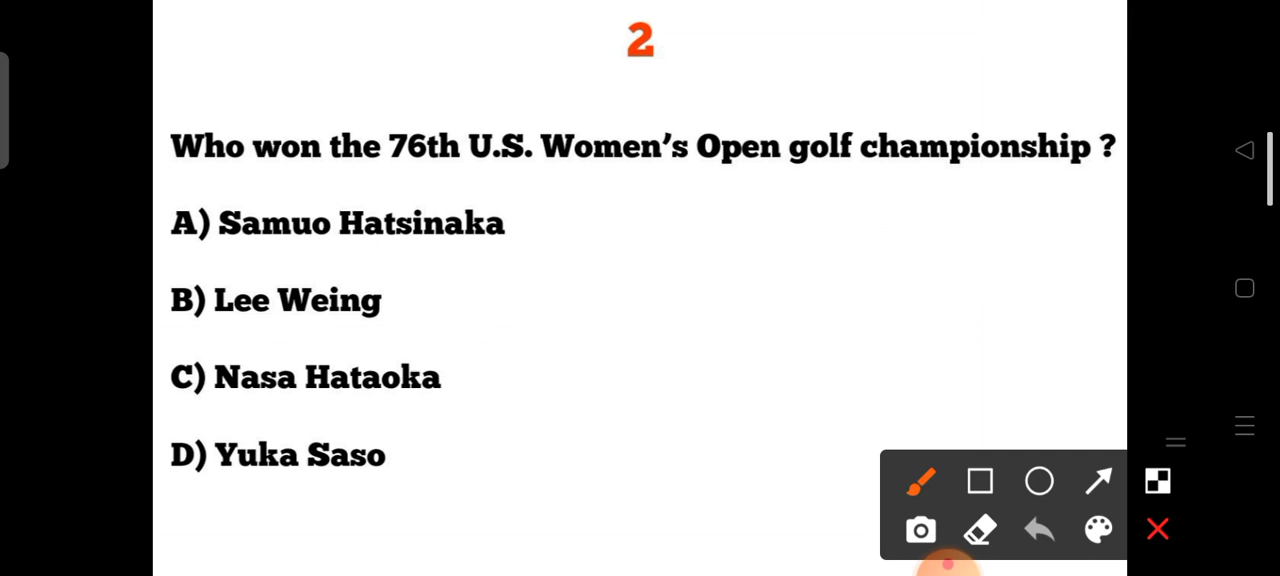 2
Who won the 76th U.S. Women’s Open golf championship ?
A) Samuo Hatsinaka
B) Lee Weing
C) Nasa Hataoka
D) Yuka Saso